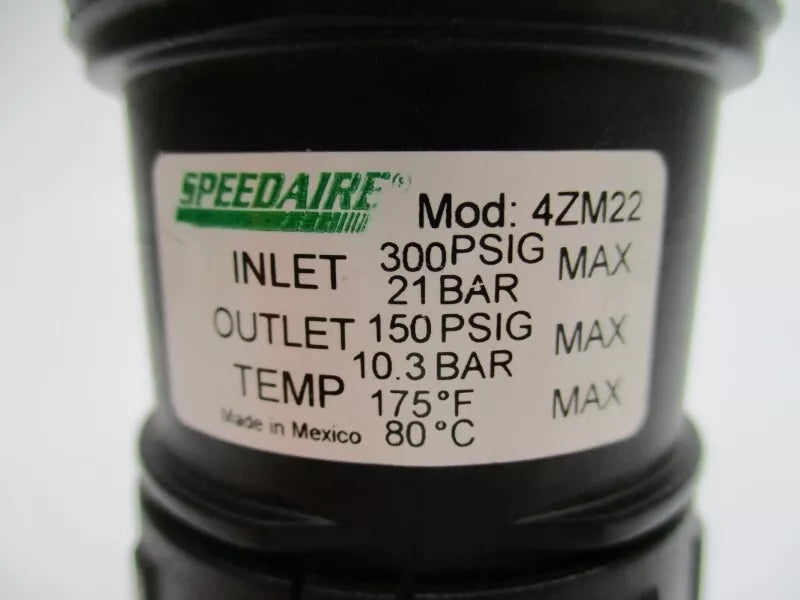 SPEEDAIRE® Mod: 4ZM22
INLET 300PSIG MAX
21 BAR
OUTLET 150 PSIG MAX
10.3 BAR
TEMP 175°F MAX
Made in Mexico 80°C